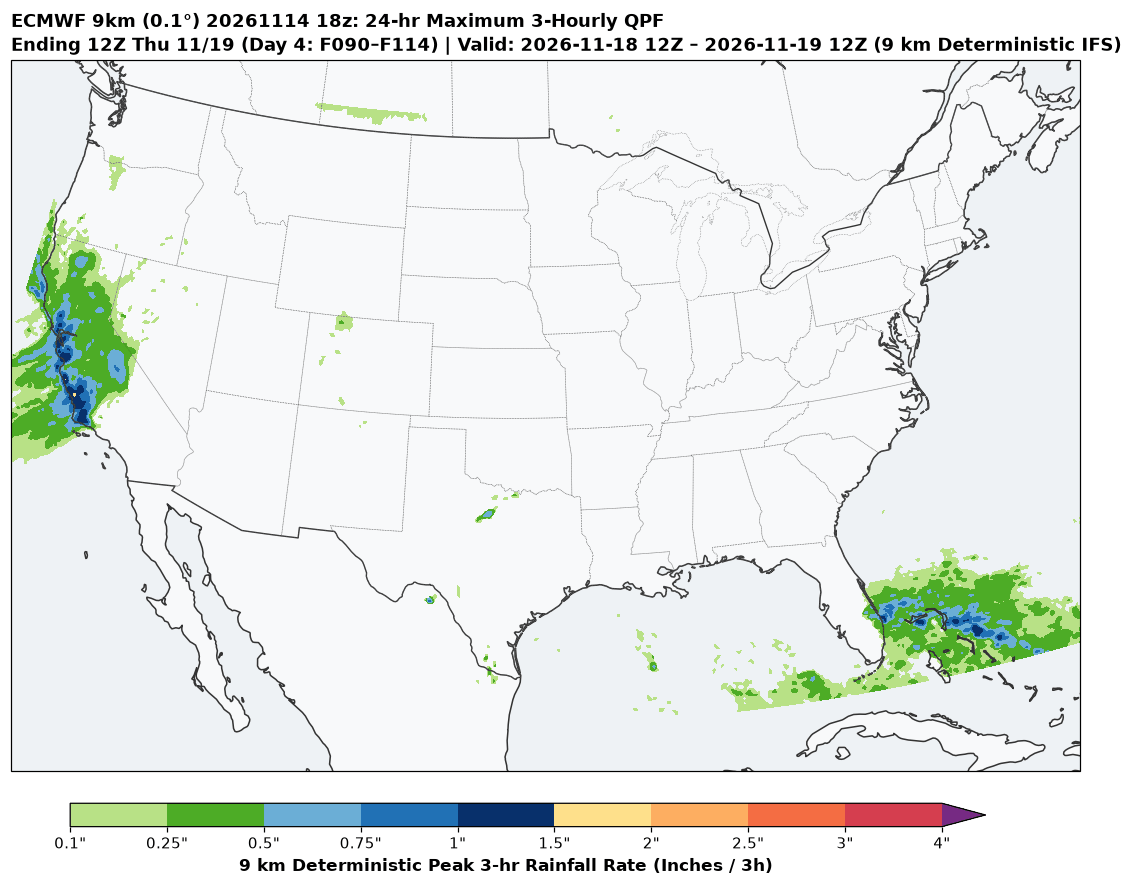 ECMWF 9km (0.1°) 20261114 18z: 24-hr Maximum 3-Hourly QPF
Ending 12Z Thu 11/19 (Day 4: F090–F114) | Valid: 2026-11-18 12Z – 2026-11-19 12Z (9 km Deterministic IFS)
0.1" 0.25" 0.5" 0.75" 1" 1.5" 2" 2.5" 3" 4"
9 km Deterministic Peak 3-hr Rainfall Rate (Inches / 3h)